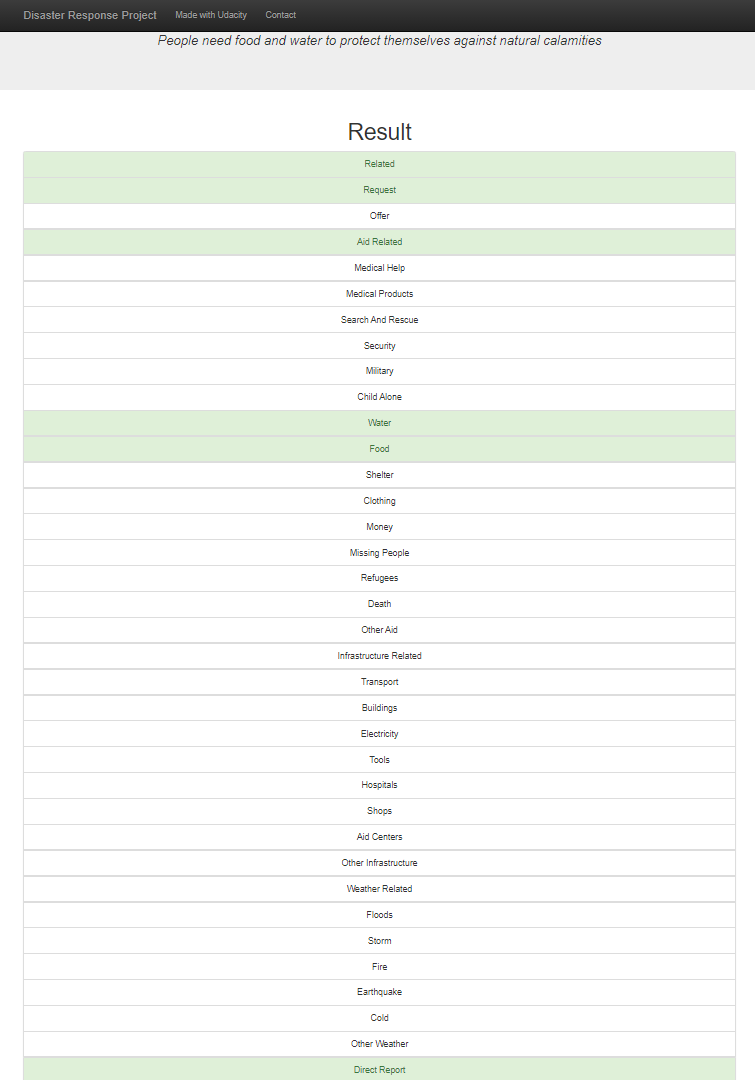 Disaster Response Project Made with Udacity Contact
People need food and water to protect themselves against natural calamities
Result
Related
Request
Offer
Aid Related
Medical Help
Medical Products
Search And Rescue
Security
Military
Child Alone
Water
Food
Shelter
Clothing
Money
Missing People
Refugees
Death
Other Aid
Infrastructure Related
Transport
Buildings
Electricity
Tools
Hospitals
Shops
Aid Centers
Other Infrastructure
Weather Related
Floods
Storm
Fire
Earthquake
Cold
Other Weather
Direct Report